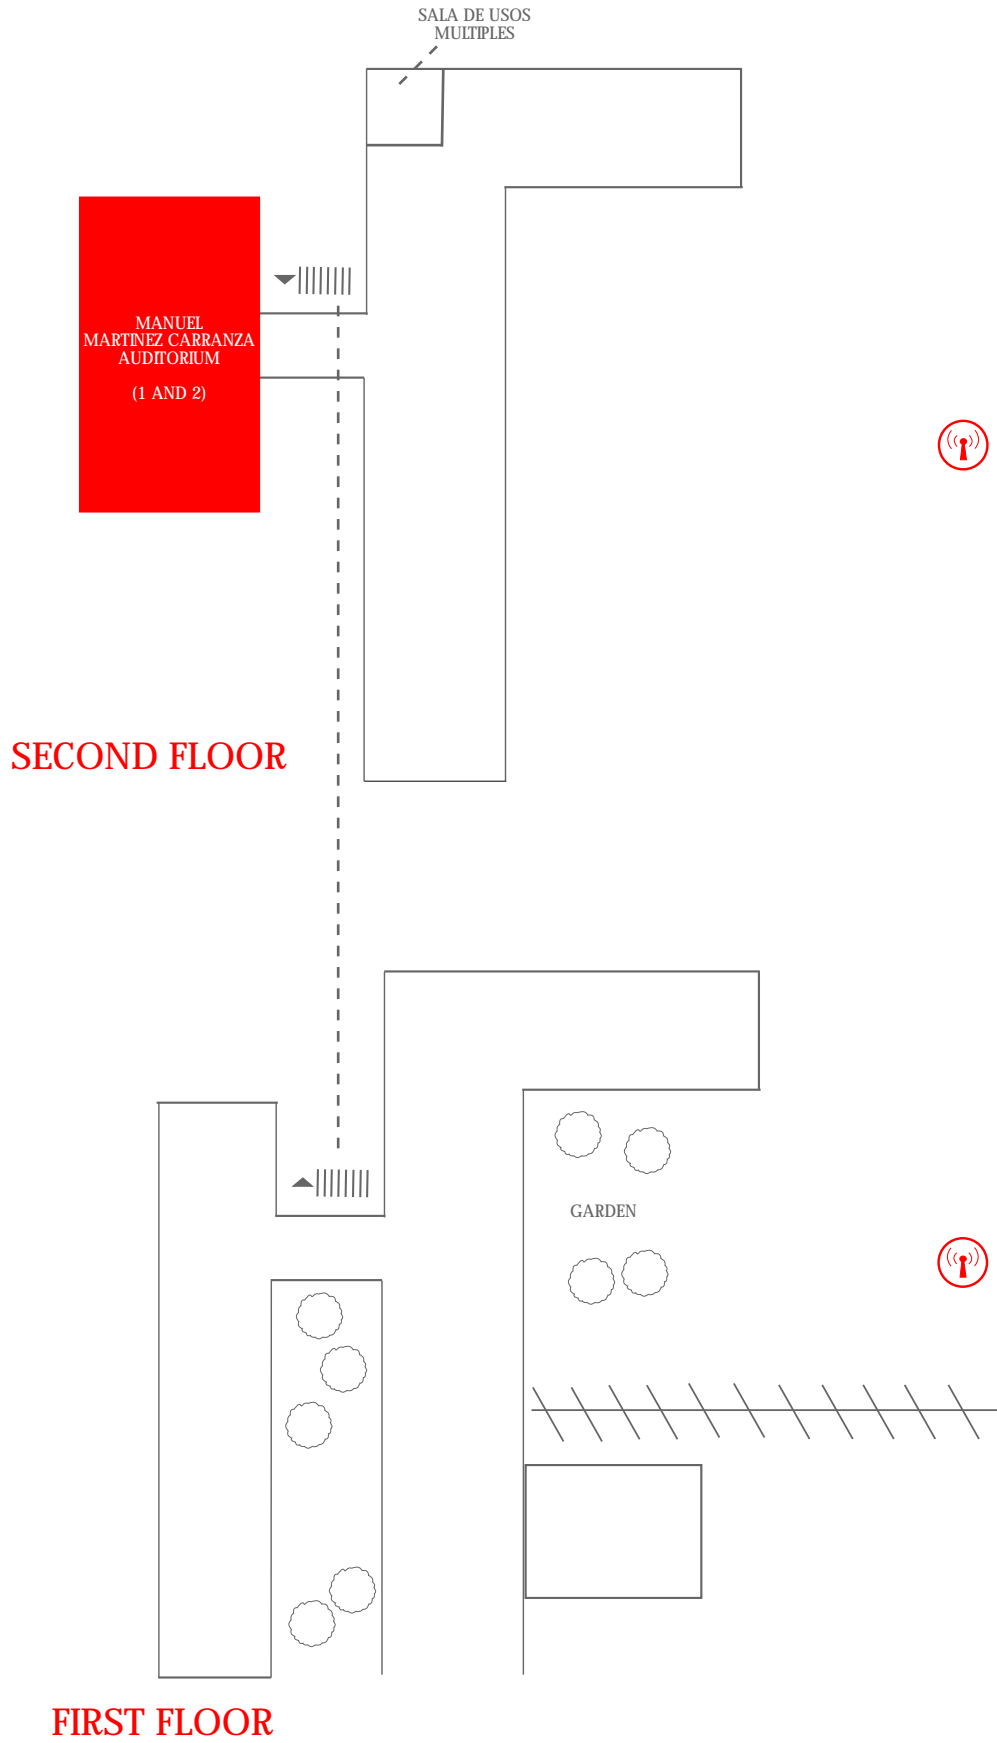 SALA DE USOS
MULTIPLES
MANUEL
MARTINEZ CARRANZA
AUDITORIUM
(1 AND 2)
SECOND FLOOR
GARDEN
FIRST FLOOR